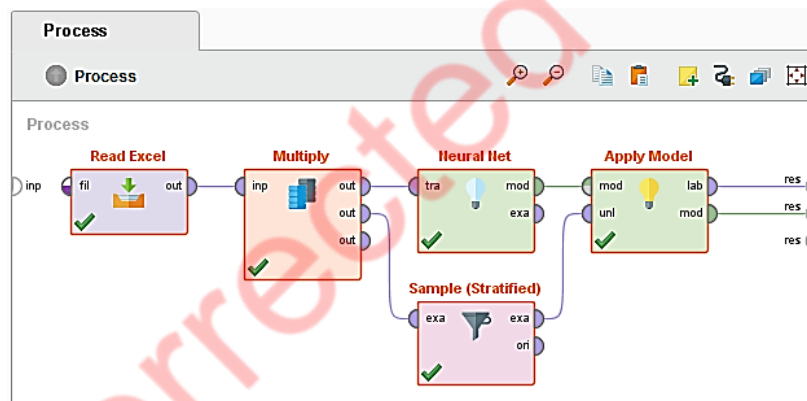 Process
Process
Process
Read Excel
Multiply
Neural Net
Apply Model
inp
fil
out
inp
out
out
out
tra
mod
exa
mod
unl
lab
mod
res
res
res
Sample (Stratified)
exa
exa
ori
rrected